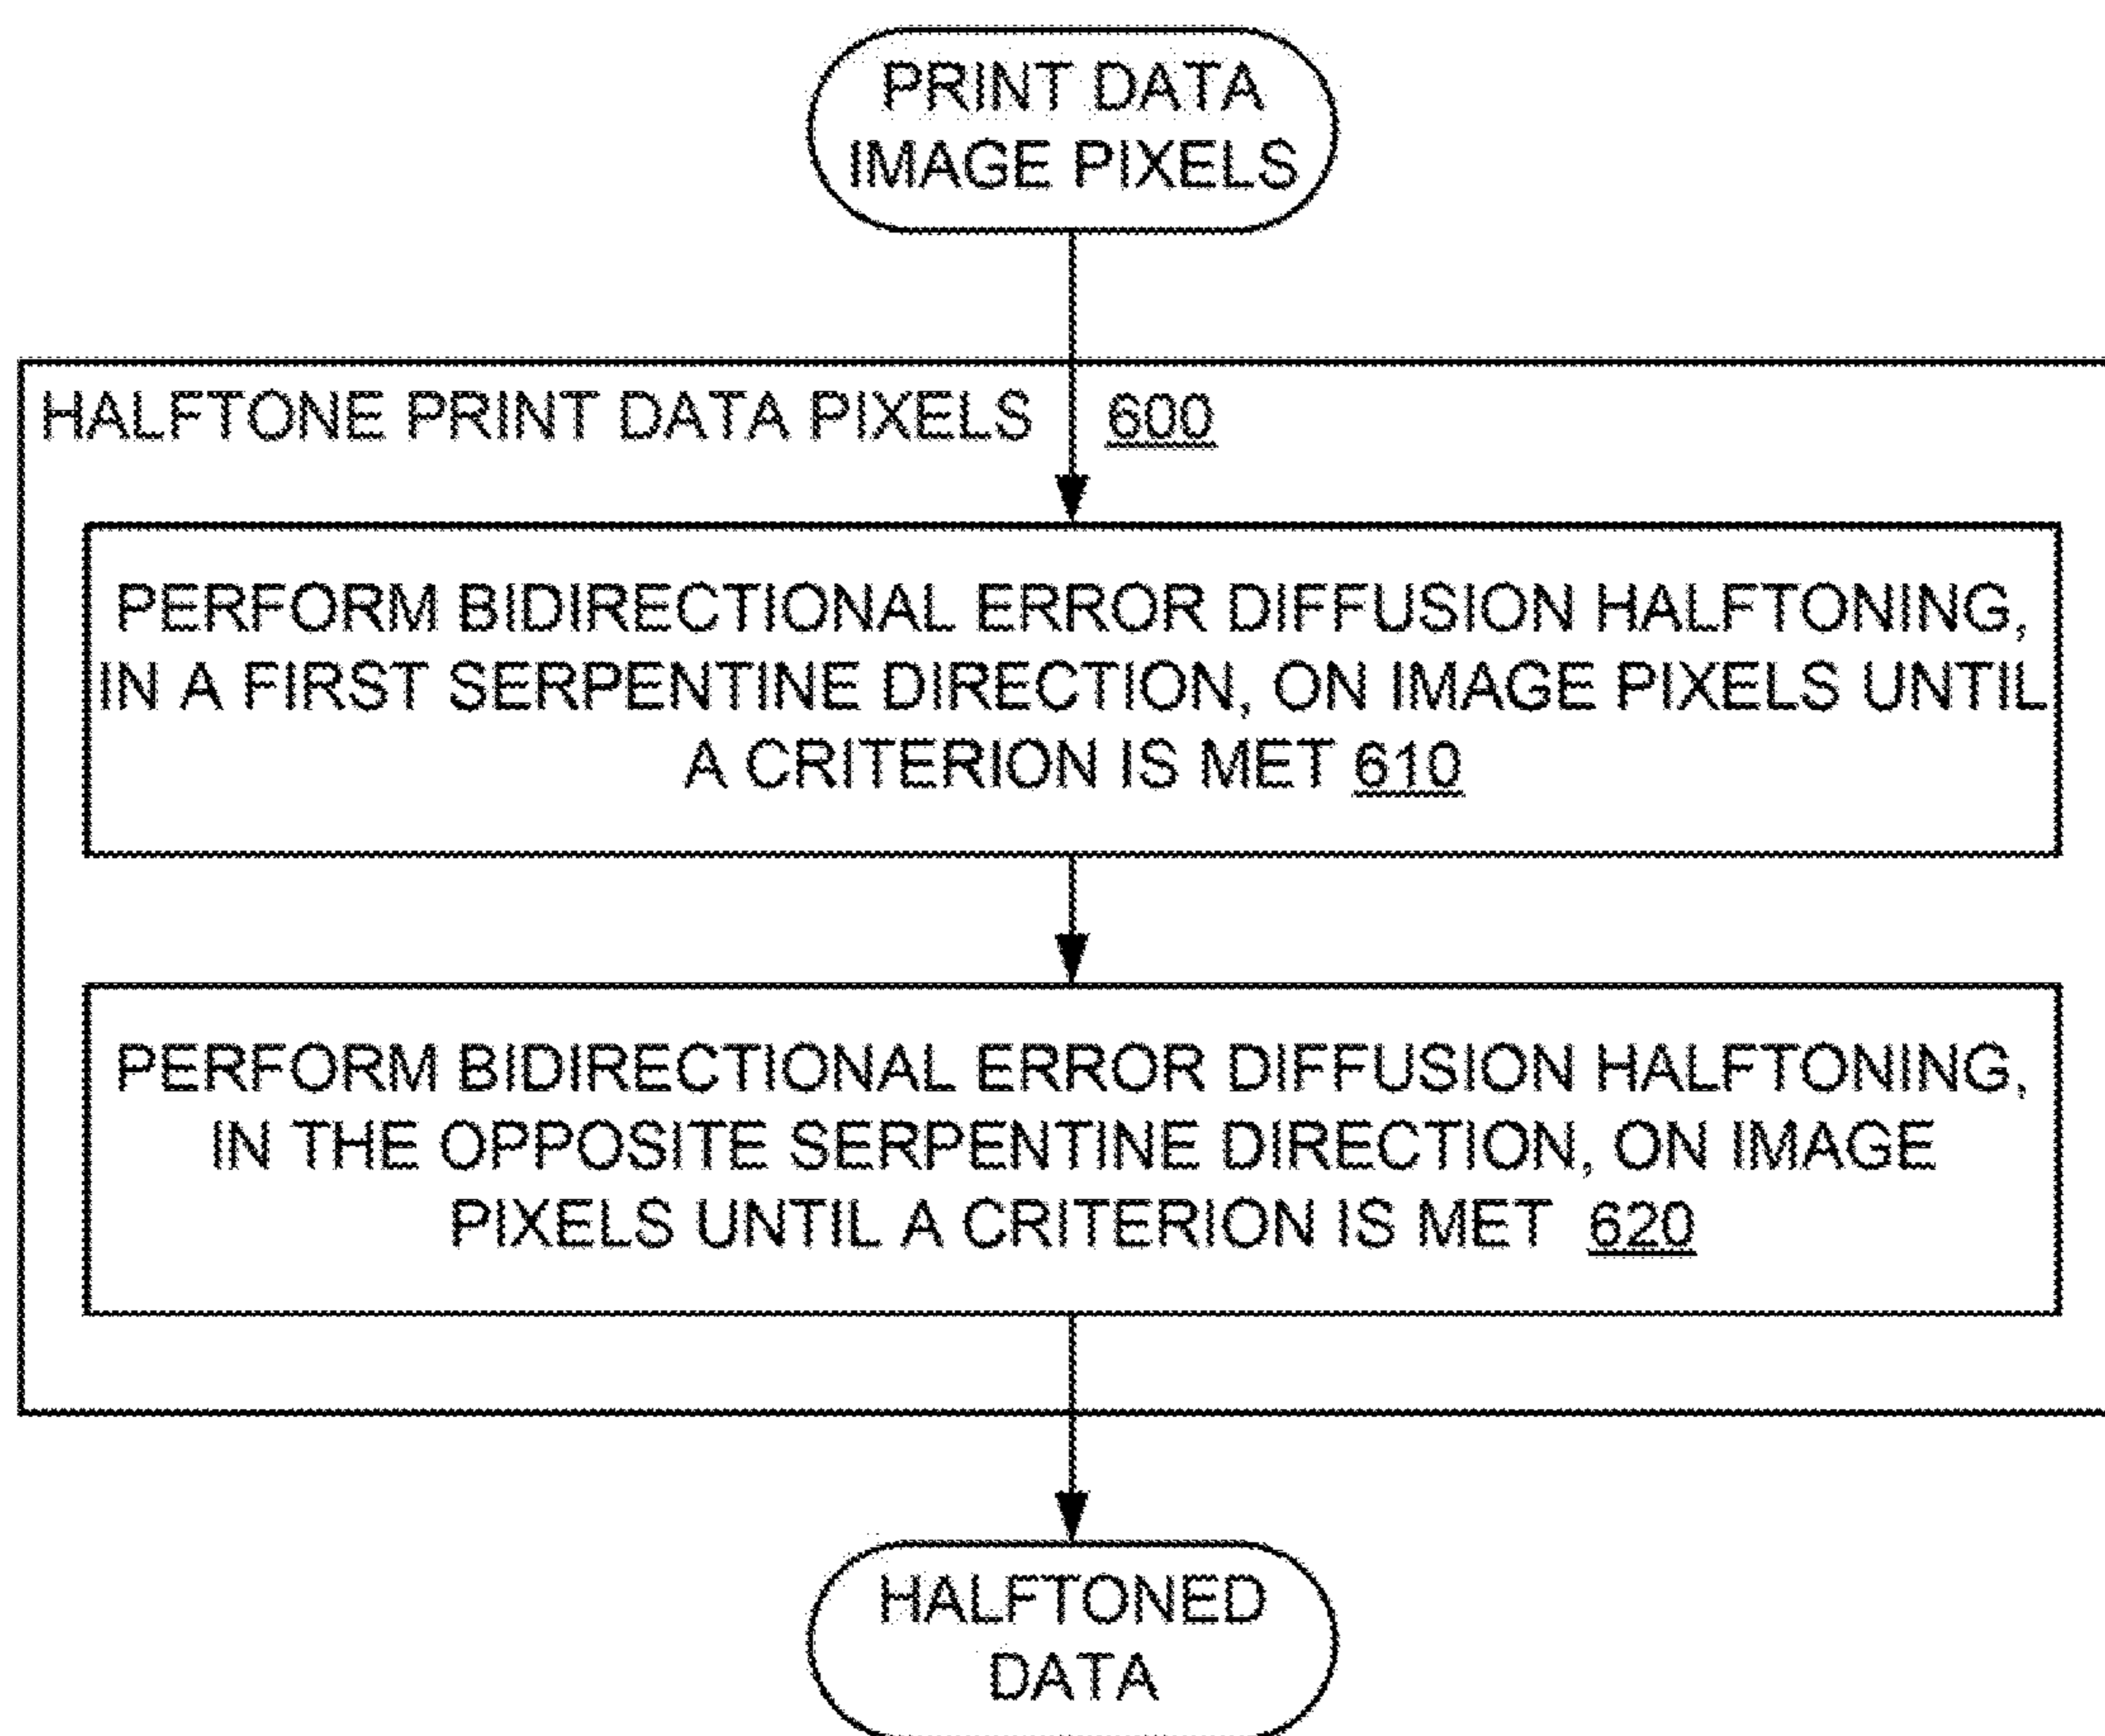 PRINT DATA
IMAGE PIXELS
HALFTONE PRINT DATA PIXELS 600
PERFORM BIDIRECTIONAL ERROR DIFFUSION HALFTONING,
IN A FIRST SERPENTINE DIRECTION, ON IMAGE PIXELS UNTIL
A CRITERION IS MET 610
PERFORM BIDIRECTIONAL ERROR DIFFUSION HALFTONING,
IN THE OPPOSITE SERPENTINE DIRECTION, ON IMAGE
PIXELS UNTIL A CRITERION IS MET 620
HALFTONED
DATA